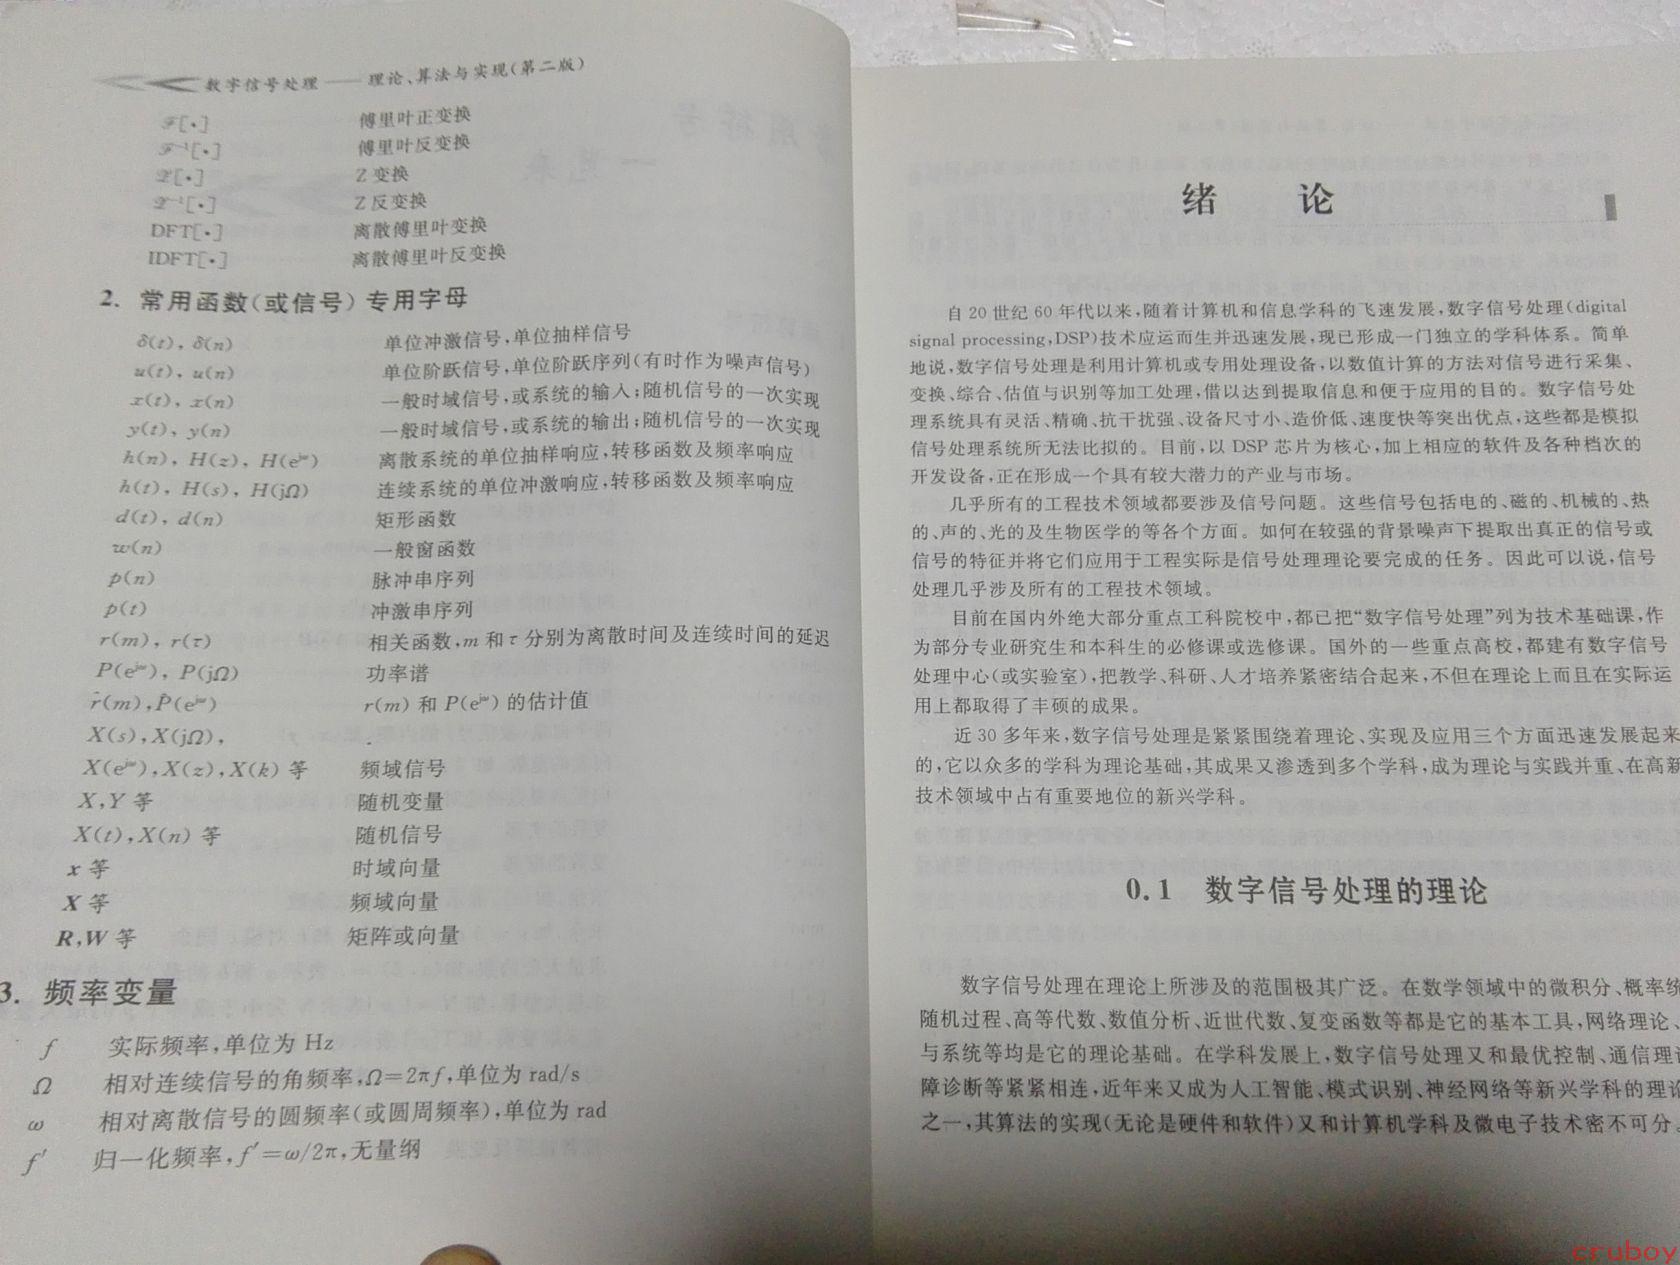 数字信号处理——理论、算法与实现(第二版)
ℱ[·] 傅里叶正变换
ℱ⁻¹[·] 傅里叶反变换
𝒵[·] Z 变换
𝒵⁻¹[·] Z 反变换
DFT[·] 离散傅里叶变换
IDFT[·] 离散傅里叶反变换
2. 常用函数(或信号)专用字母
δ(t), δ(n) 单位冲激信号,单位抽样信号
u(t), u(n) 单位阶跃信号,单位阶跃序列(有时作为噪声信号)
x(t), x(n) 一般时域信号,或系统的输入;随机信号的一次实现
y(t), y(n) 一般时域信号,或系统的输出;随机信号的一次实现
h(n), H(z), H(e^jω) 离散系统的单位抽样响应,转移函数及频率响应
h(t), H(s), H(jΩ) 连续系统的单位冲激响应,转移函数及频率响应
d(t), d(n) 矩形函数
w(n) 一般窗函数
p(n) 脉冲串序列
p(t) 冲激串序列
r(m), r(τ) 相关函数,m 和 τ 分别为离散时间及连续时间的延迟
P(e^jω), P(jΩ) 功率谱
r̂(m),P̂(e^jω) r(m) 和 P(e^jω) 的估计值
X(s),X(jΩ),
X(e^jω),X(z),X(k) 等 频域信号
X,Y 等 随机变量
X(t),X(n) 等 随机信号
x 等 时域向量
X 等 频域向量
R,W 等 矩阵或向量
3. 频率变量
f 实际频率,单位为 Hz
Ω 相对连续信号的角频率,Ω=2πf,单位为 rad/s
ω 相对离散信号的圆频率(或圆周频率),单位为 rad
f′ 归一化频率,f′=ω/2π,无量纲
绪 论
自 20 世纪 60 年代以来,随着计算机和信息学科的飞速发展,数字信号处理(digital
signal processing,DSP)技术应运而生并迅速发展,现已形成一门独立的学科体系。简单
地说,数字信号处理是利用计算机或专用处理设备,以数值计算的方法对信号进行采集、
变换、综合、估值与识别等加工处理,借以达到提取信息和便于应用的目的。数字信号处
理系统具有灵活、精确、抗干扰强、设备尺寸小、造价低、速度快等突出优点,这些都是模拟
信号处理系统所无法比拟的。目前,以 DSP 芯片为核心,加上相应的软件及各种档次的
开发设备,正在形成一个具有较大潜力的产业与市场。
几乎所有的工程技术领域都要涉及信号问题。这些信号包括电的、磁的、机械的、热
的、声的、光的及生物医学的等各个方面。如何在较强的背景噪声下提取出真正的信号或
信号的特征并将它们应用于工程实际是信号处理理论要完成的任务。因此可以说,信号
处理几乎涉及所有的工程技术领域。
目前在国内外绝大部分重点工科院校中,都已把“数字信号处理”列为技术基础课,作
为部分专业研究生和本科生的必修课或选修课。国外的一些重点高校,都建有数字信号
处理中心(或实验室),把教学、科研、人才培养紧密结合起来,不但在理论上而且在实际运
用上都取得了丰硕的成果。
近 30 多年来,数字信号处理是紧紧围绕着理论、实现及应用三个方面迅速发展起来
的,它以众多的学科为理论基础,其成果又渗透到多个学科,成为理论与实践并重、在高新
技术领域中占有重要地位的新兴学科。
0.1 数字信号处理的理论
数字信号处理在理论上所涉及的范围极其广泛。在数学领域中的微积分、概率统
随机过程、高等代数、数值分析、近世代数、复变函数等都是它的基本工具,网络理论、
与系统等均是它的理论基础。在学科发展上,数字信号处理又和最优控制、通信理论
障诊断等紧紧相连,近年来又成为人工智能、模式识别、神经网络等新兴学科的理论
之一,其算法的实现(无论是硬件和软件)又和计算机学科及微电子技术密不可分。
cruboy